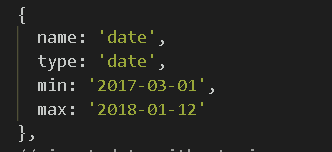 {
name: 'date',
type: 'date',
min: '2017-03-01',
max: '2018-01-12'
},